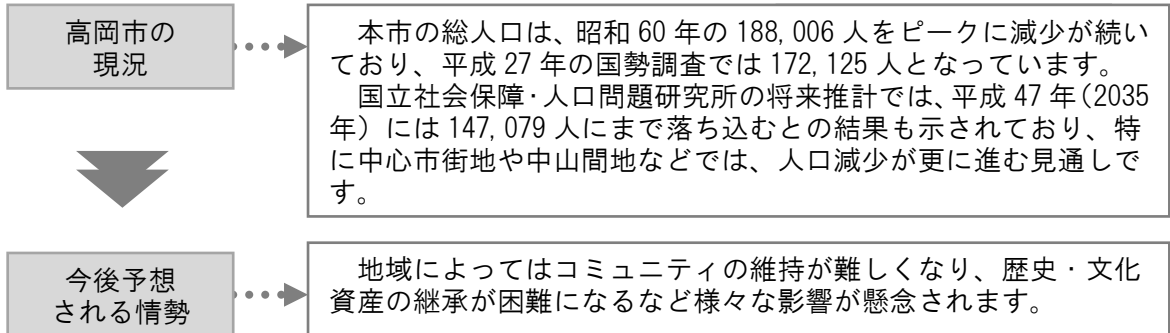 高岡市の
現況
本市の総人口は、昭和 60 年の 188,006 人をピークに減少が続い
ており、平成 27 年の国勢調査では 172,125 人となっています。
国立社会保障・人口問題研究所の将来推計では、平成 47 年(2035
年)には 147,079 人にまで落ち込むとの結果も示されており、特
に中心市街地や中山間地などでは、人口減少が更に進む見通しで
す。
今後予想
される情勢
地域によってはコミュニティの維持が難しくなり、歴史・文化
資産の継承が困難になるなど様々な影響が懸念されます。